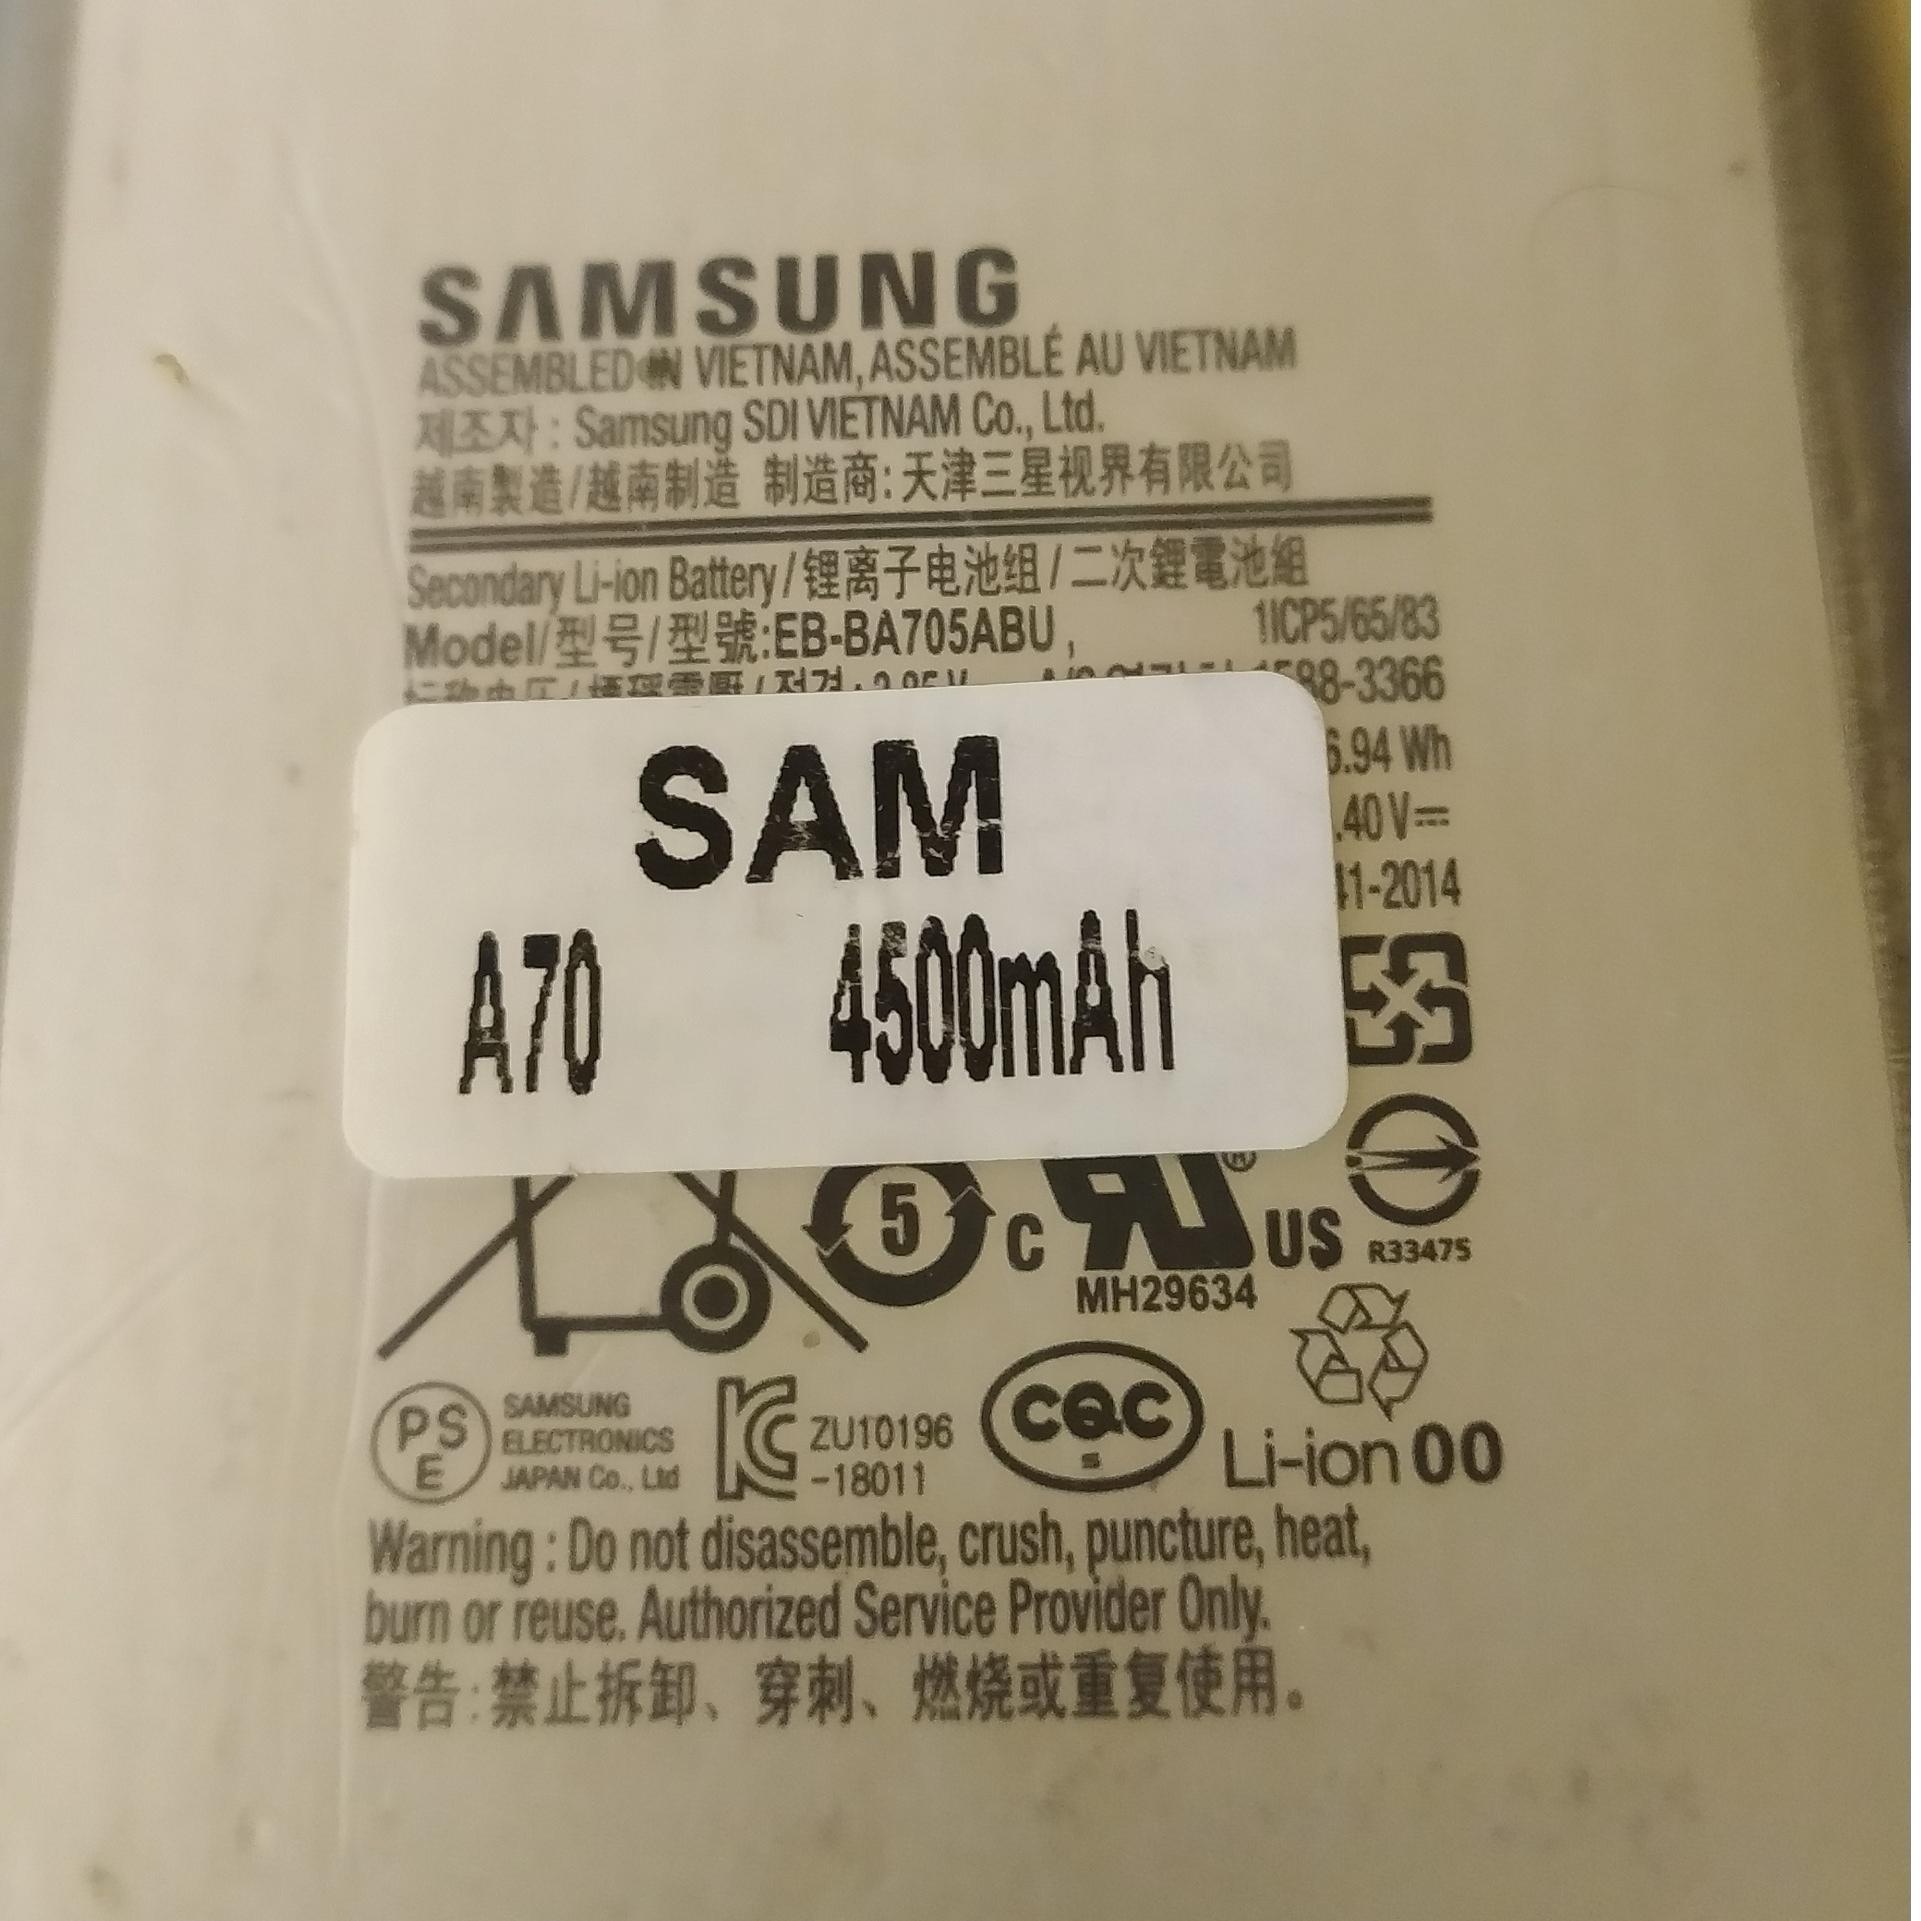 SAMSUNG
ASSEMBLED IN VIETNAM, ASSEMBLÉ AU VIETNAM
제조자 : Samsung SDI VIETNAM Co., Ltd.
越南製造/越南制造 制造商: 天津三星视界有限公司
Secondary Li-ion Battery/锂离子电池组/二次鋰電池組
Model/型号/型號:EB-BA705ABU, 1ICP5/65/83
88-3366
6.94 Wh
.40V
41-2014
SAM
A70 4500mAh
5
C US
R33475
MH29634
PSE SAMSUNG
ELECTRONICS
JAPAN Co., Ltd
KC ZU10196
-18011
CQC
S
Li-ion 00
Warning : Do not disassemble, crush, puncture, heat,
burn or reuse. Authorized Service Provider Only.
警告: 禁止拆卸、穿刺、燃烧或重复使用。